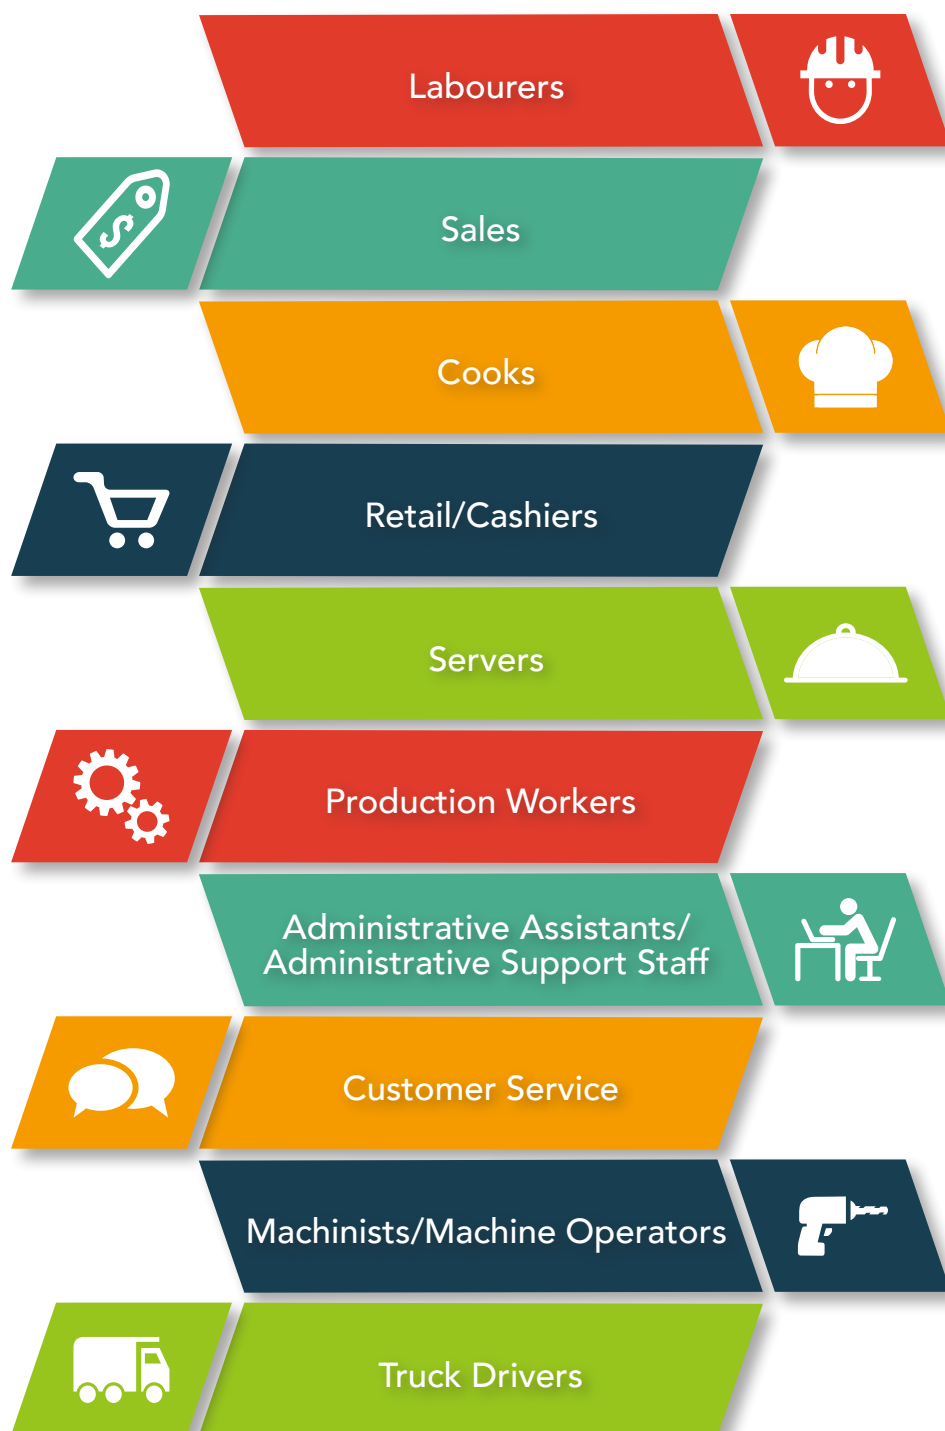 Labourers
Sales
Cooks
Retail/Cashiers
Servers
Production Workers
Administrative Assistants/
Administrative Support Staff
Customer Service
Machinists/Machine Operators
Truck Drivers